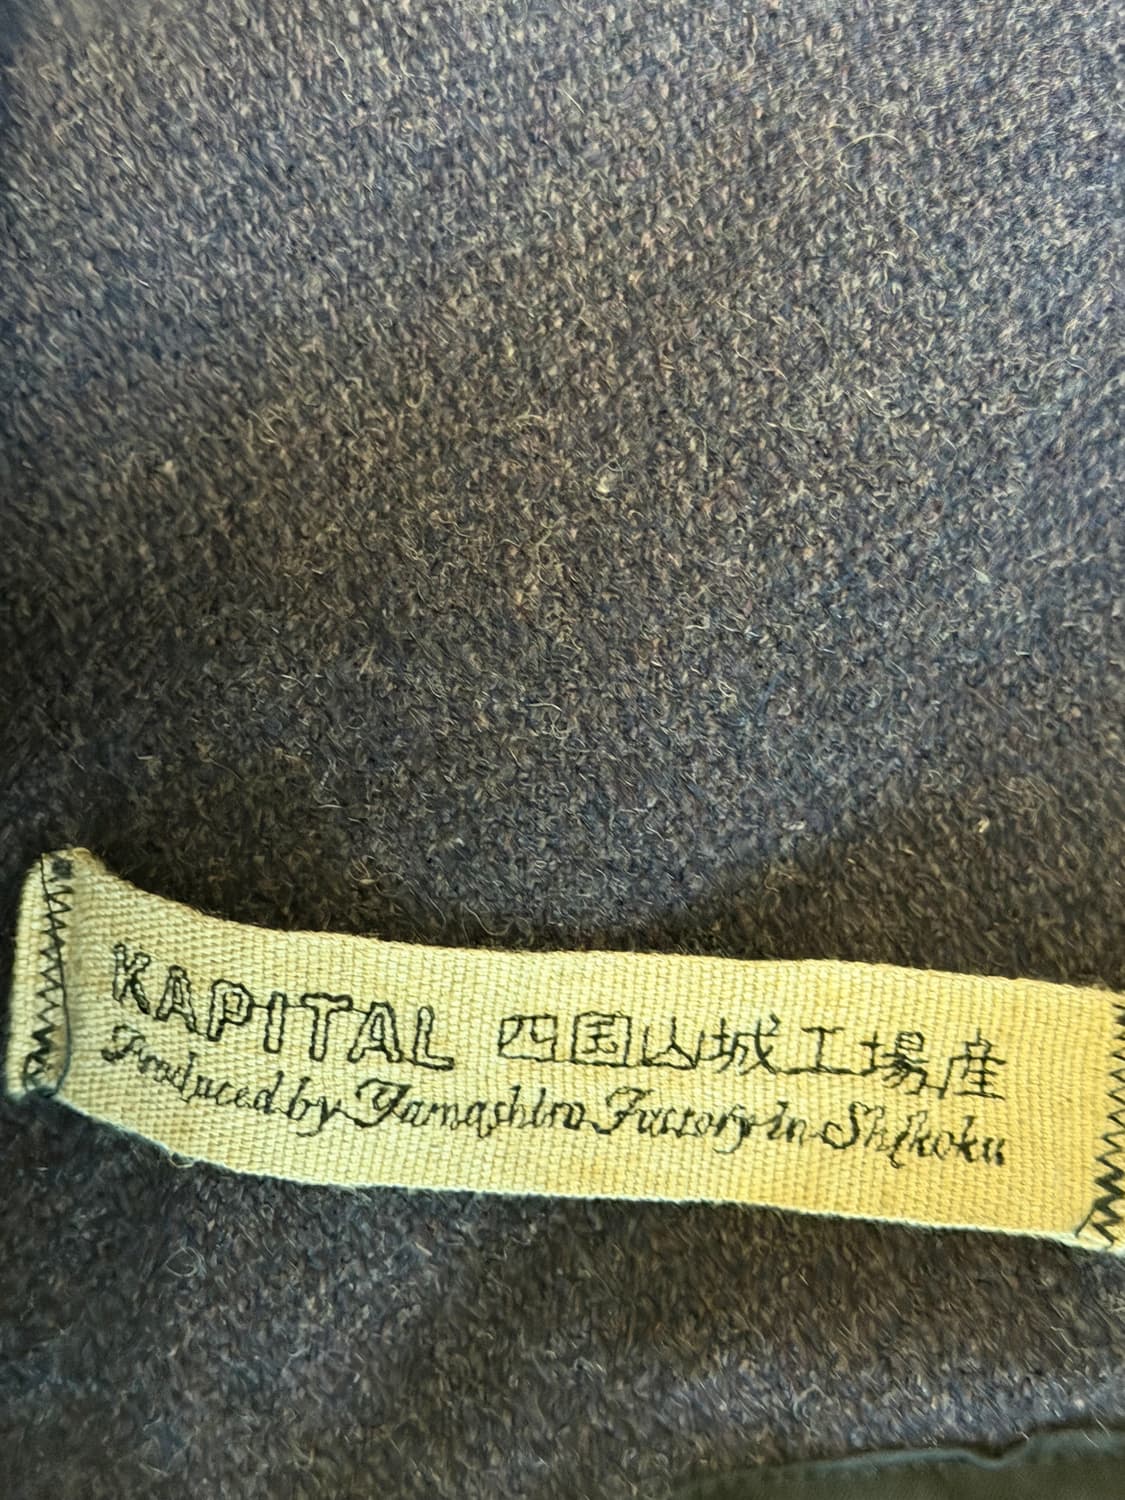 KAPITAL 四国山城工場産
Produced by Yamashiro Factory in Shikoku